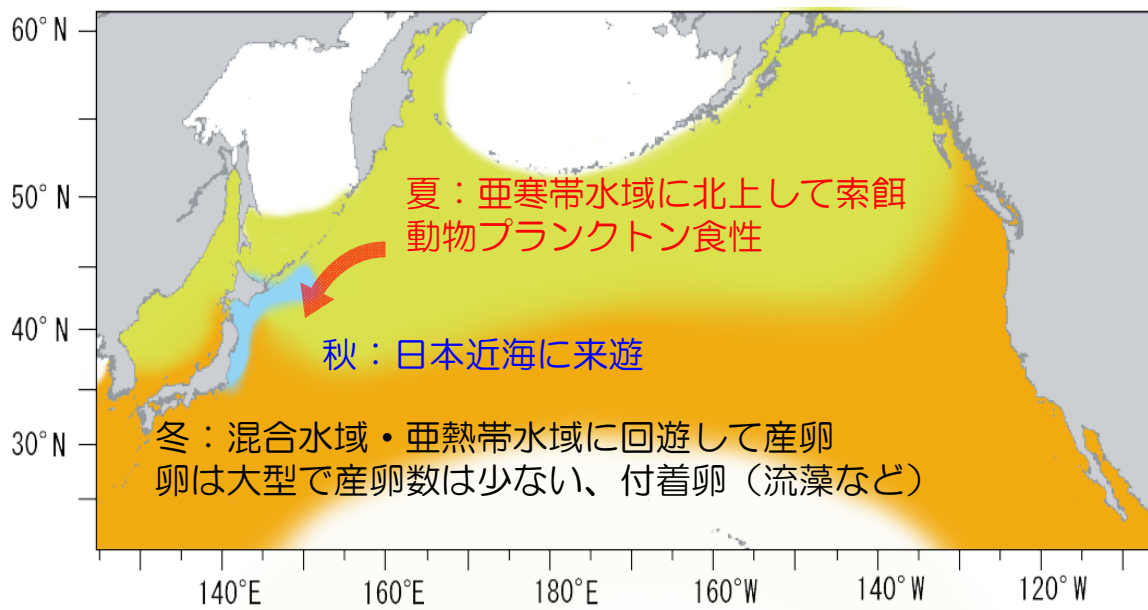 60°N
夏：亜寒帯水域に北上して索餌
50°N
動物プランクトン食性
40°N
秋：日本近海に来遊
冬：混合水域・亜熱帯水域に回遊して産卵
30°N
卵は大型で産卵数は少ない、付着卵（流藻など）
140°E
160°E
180°E
160°W
140°W
120°W